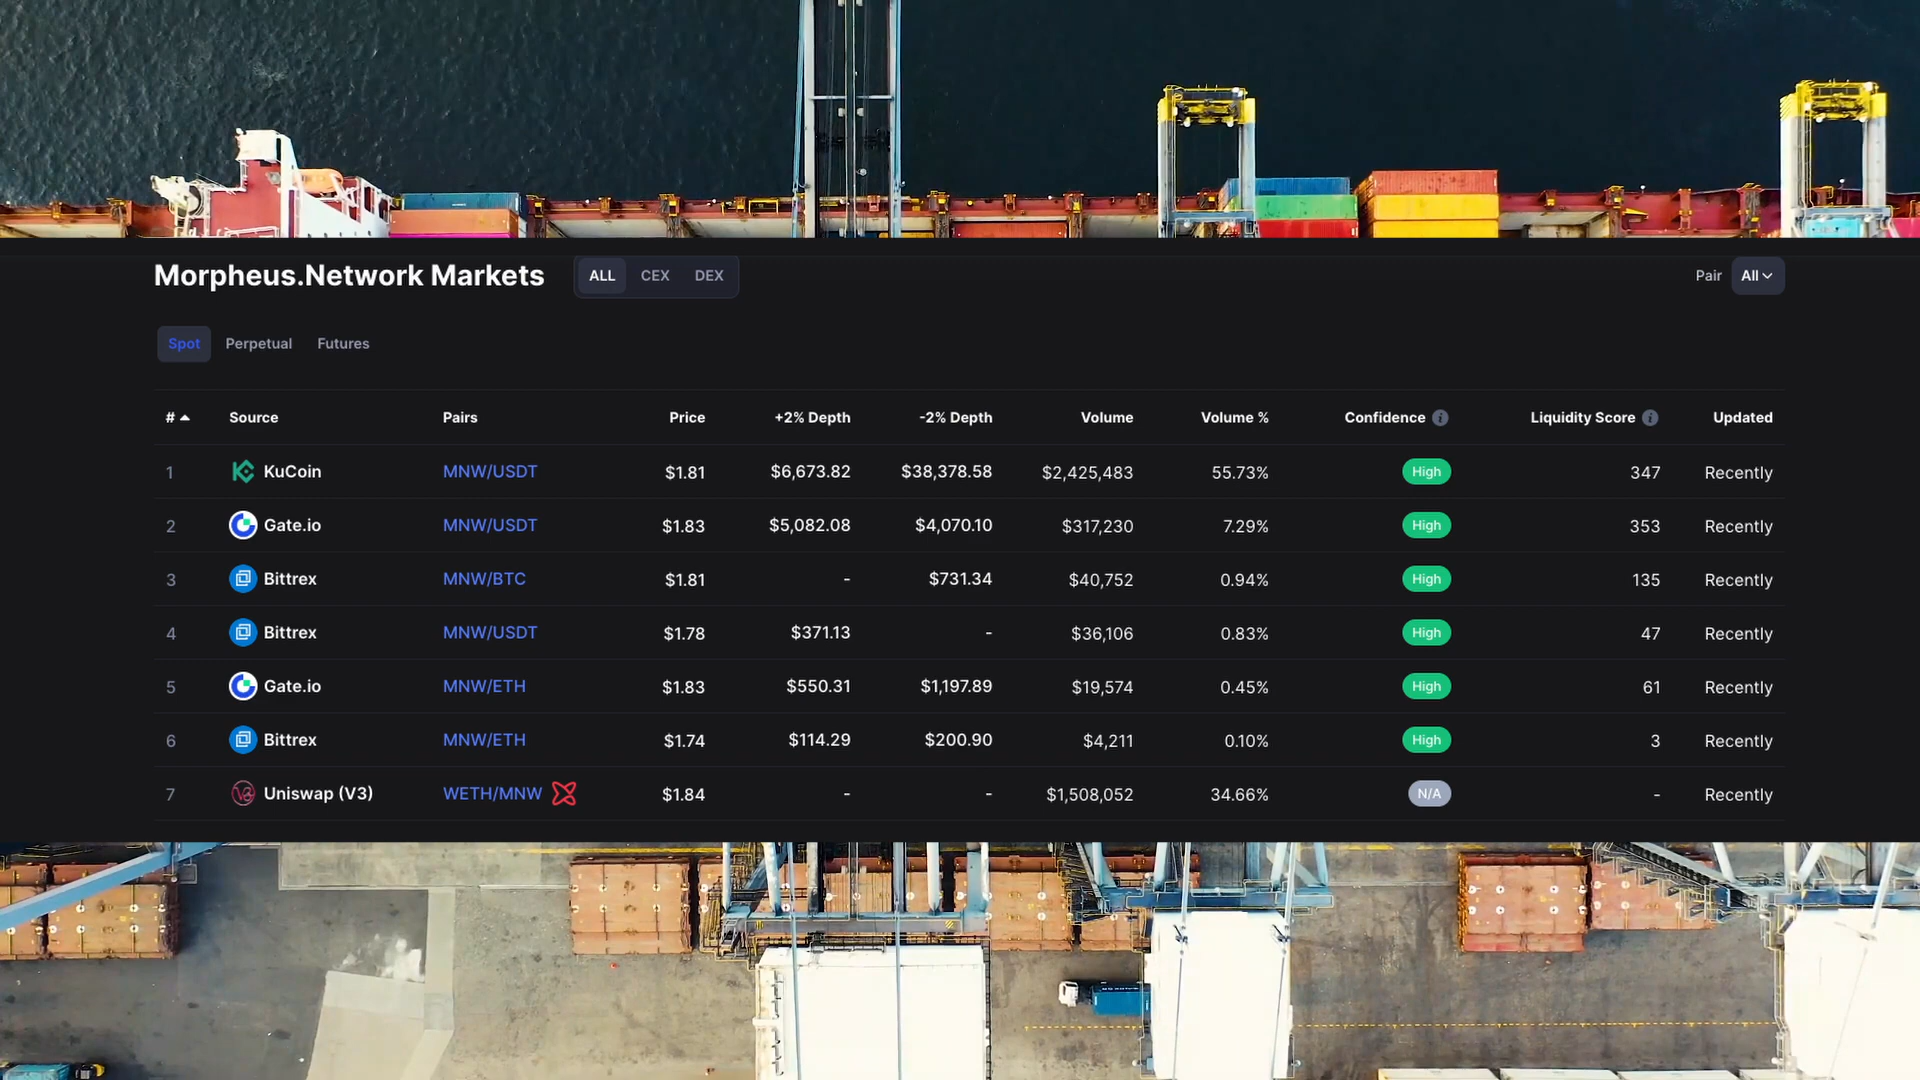 Morpheus.Network Markets ALL CEX DEX Pair All
Spot Perpetual Futures
# Source Pairs Price +2% Depth -2% Depth Volume Volume % Confidence Liquidity Score Updated
1 KuCoin MNW/USDT $1.81 $6,673.82 $38,378.58 $2,425,483 55.73% High 347 Recently
2 Gate.io MNW/USDT $1.83 $5,082.08 $4,070.10 $317,230 7.29% High 353 Recently
3 Bittrex MNW/BTC $1.81 - $731.34 $40,752 0.94% High 135 Recently
4 Bittrex MNW/USDT $1.78 $371.13 - $36,106 0.83% High 47 Recently
5 Gate.io MNW/ETH $1.83 $550.31 $1,197.89 $19,574 0.45% High 61 Recently
6 Bittrex MNW/ETH $1.74 $114.29 $200.90 $4,211 0.10% High 3 Recently
7 Uniswap (V3) WETH/MNW $1.84 - - $1,508,052 34.66% N/A - Recently